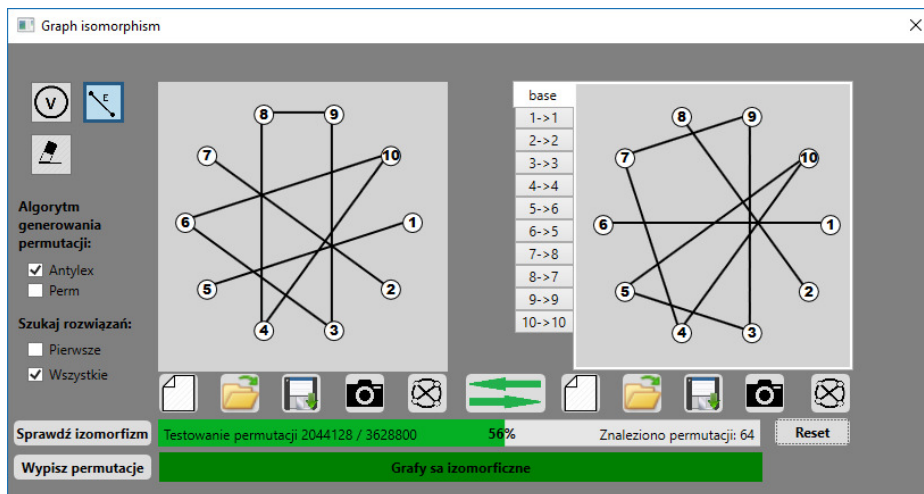 Graph isomorphism
V
E
Algorytm
generowania
permutacji:
Antylex
Perm
Szukaj rozwiązań:
Pierwsze
Wszystkie
8
9
7
10
6
1
5
2
4
3
base
1->1
2->2
3->3
4->4
5->6
6->5
7->8
8->7
9->9
10->10
8
9
7
10
6
1
5
2
4
3
Sprawdź izomorfizm
Testowanie permutacji 2044128 / 3628800
56%
Znaleziono permutacji: 64
Reset
Wypisz permutacje
Grafy sa izomorficzne